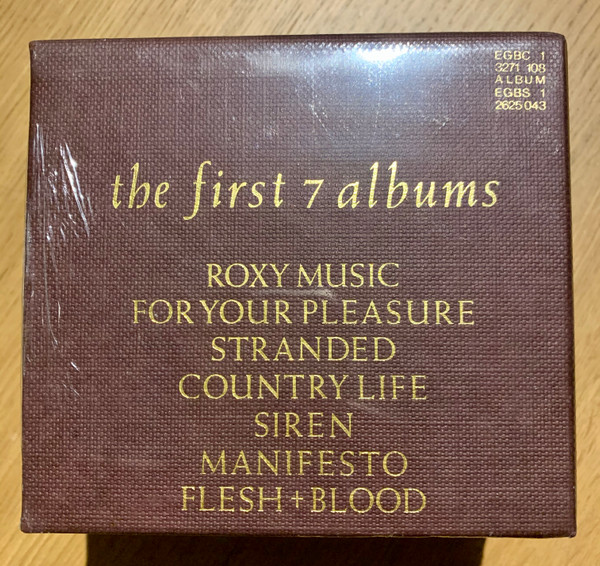 EGBC 1
3271 108
ALBUM
EGBS 1
2625 043
the first 7 albums
ROXY MUSIC
FOR YOUR PLEASURE
STRANDED
COUNTRY LIFE
SIREN
MANIFESTO
FLESH + BLOOD